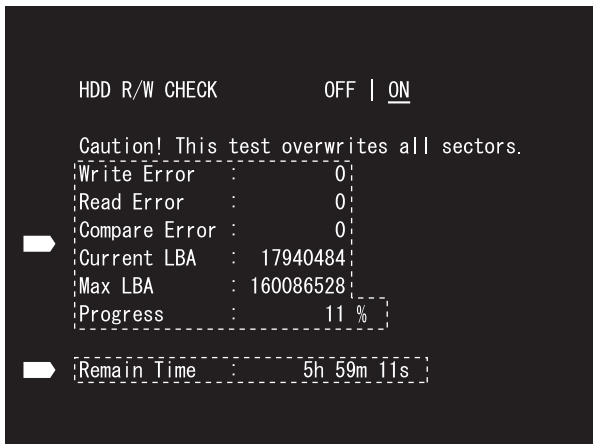 HDD R/W CHECK OFF | ON
Caution! This test overwrites all sectors.
Write Error : 0
Read Error : 0
Compare Error : 0
Current LBA : 17940484
Max LBA : 160086528
Progress : 11 %
Remain Time : 5h 59m 11s